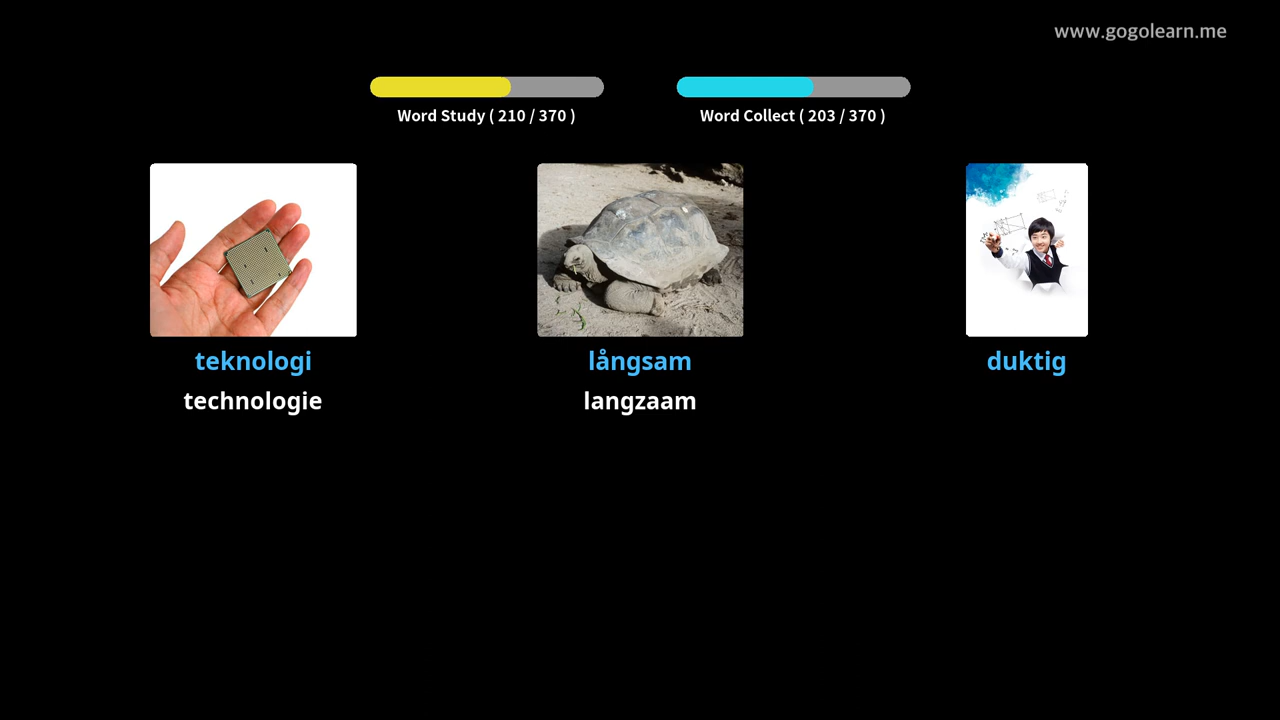 www.gogolearn.me
Word Study ( 210 / 370 )
Word Collect ( 203 / 370 )
teknologi
långsam
duktig
technologie
langzaam